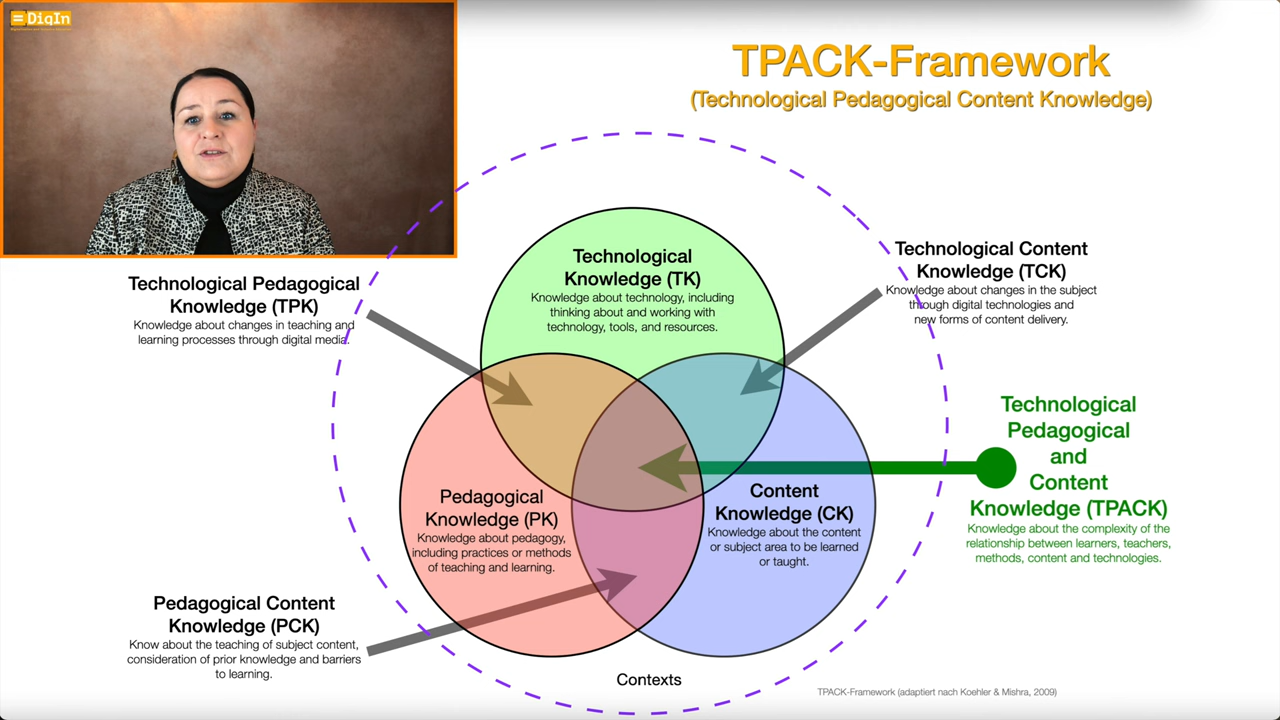 DigIn
TPACK-Framework
(Technological Pedagogical Content Knowledge)
Technological
Knowledge (TK)
Knowledge about technology, including
thinking about and working with
technology, tools, and resources.
Technological Content
Knowledge (TCK)
Knowledge about changes in the subject
through digital technologies and
new forms of content delivery.
Technological Pedagogical
Knowledge (TPK)
Knowledge about changes in teaching and
learning processes through digital media.
Technological
Pedagogical
and
Content
Knowledge (TPACK)
Knowledge about the complexity of the
relationship between learners, teachers,
methods, content and technologies.
Pedagogical
Knowledge (PK)
Knowledge about pedagogy,
including practices or methods
of teaching and learning.
Content
Knowledge (CK)
Knowledge about the content
or subject area to be learned
or taught.
Pedagogical Content
Knowledge (PCK)
Know about the teaching of subject content,
consideration of prior knowledge and barriers
to learning.
Contexts
TPACK-Framework (adaptiert nach Koehler & Mishra, 2009)